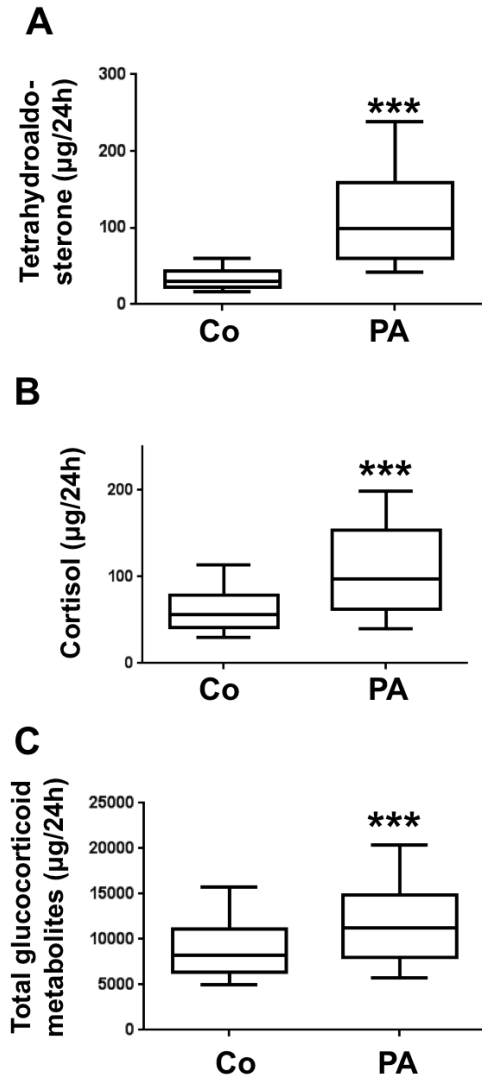 A
Tetrahydroaldo-
sterone (µg/24h)
300
200
100
0
***
Co
PA
B
Cortisol (µg/24h)
200
100
0
***
Co
PA
C
Total glucocorticoid
metabolites (µg/24h)
25000
20000
15000
10000
5000
0
***
Co
PA